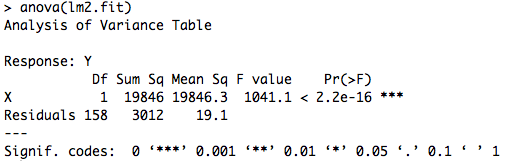 > anova(lm2.fit)
Analysis of Variance Table

Response: Y
           Df Sum Sq Mean Sq F value    Pr(>F)
X           1  19846 19846.3  1041.1 < 2.2e-16 ***
Residuals 158   3012    19.1
---
Signif. codes:  0 ‘***’ 0.001 ‘**’ 0.01 ‘*’ 0.05 ‘.’ 0.1 ‘ ’ 1